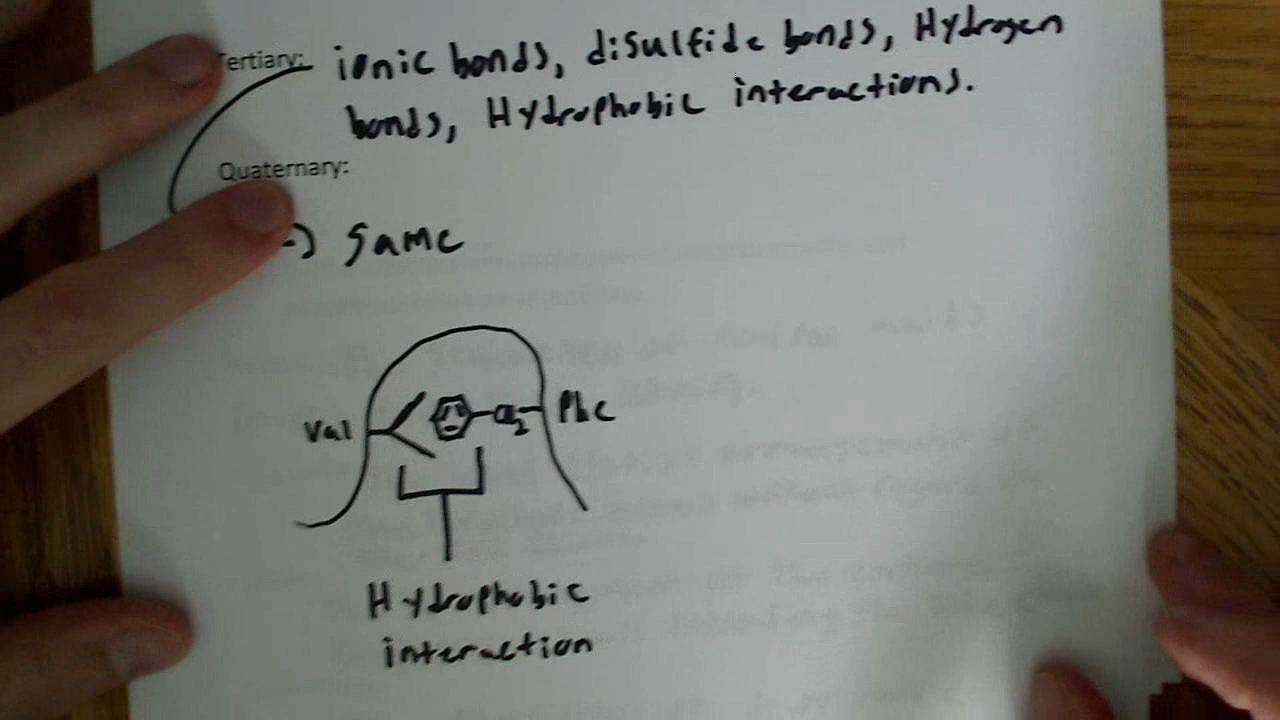 Tertiary: ionic bonds, disulfide bonds, Hydrogen
bonds, Hydrophobic interactions.
Quaternary:
same
Val CH2 Phe
Hydrophobic
interaction